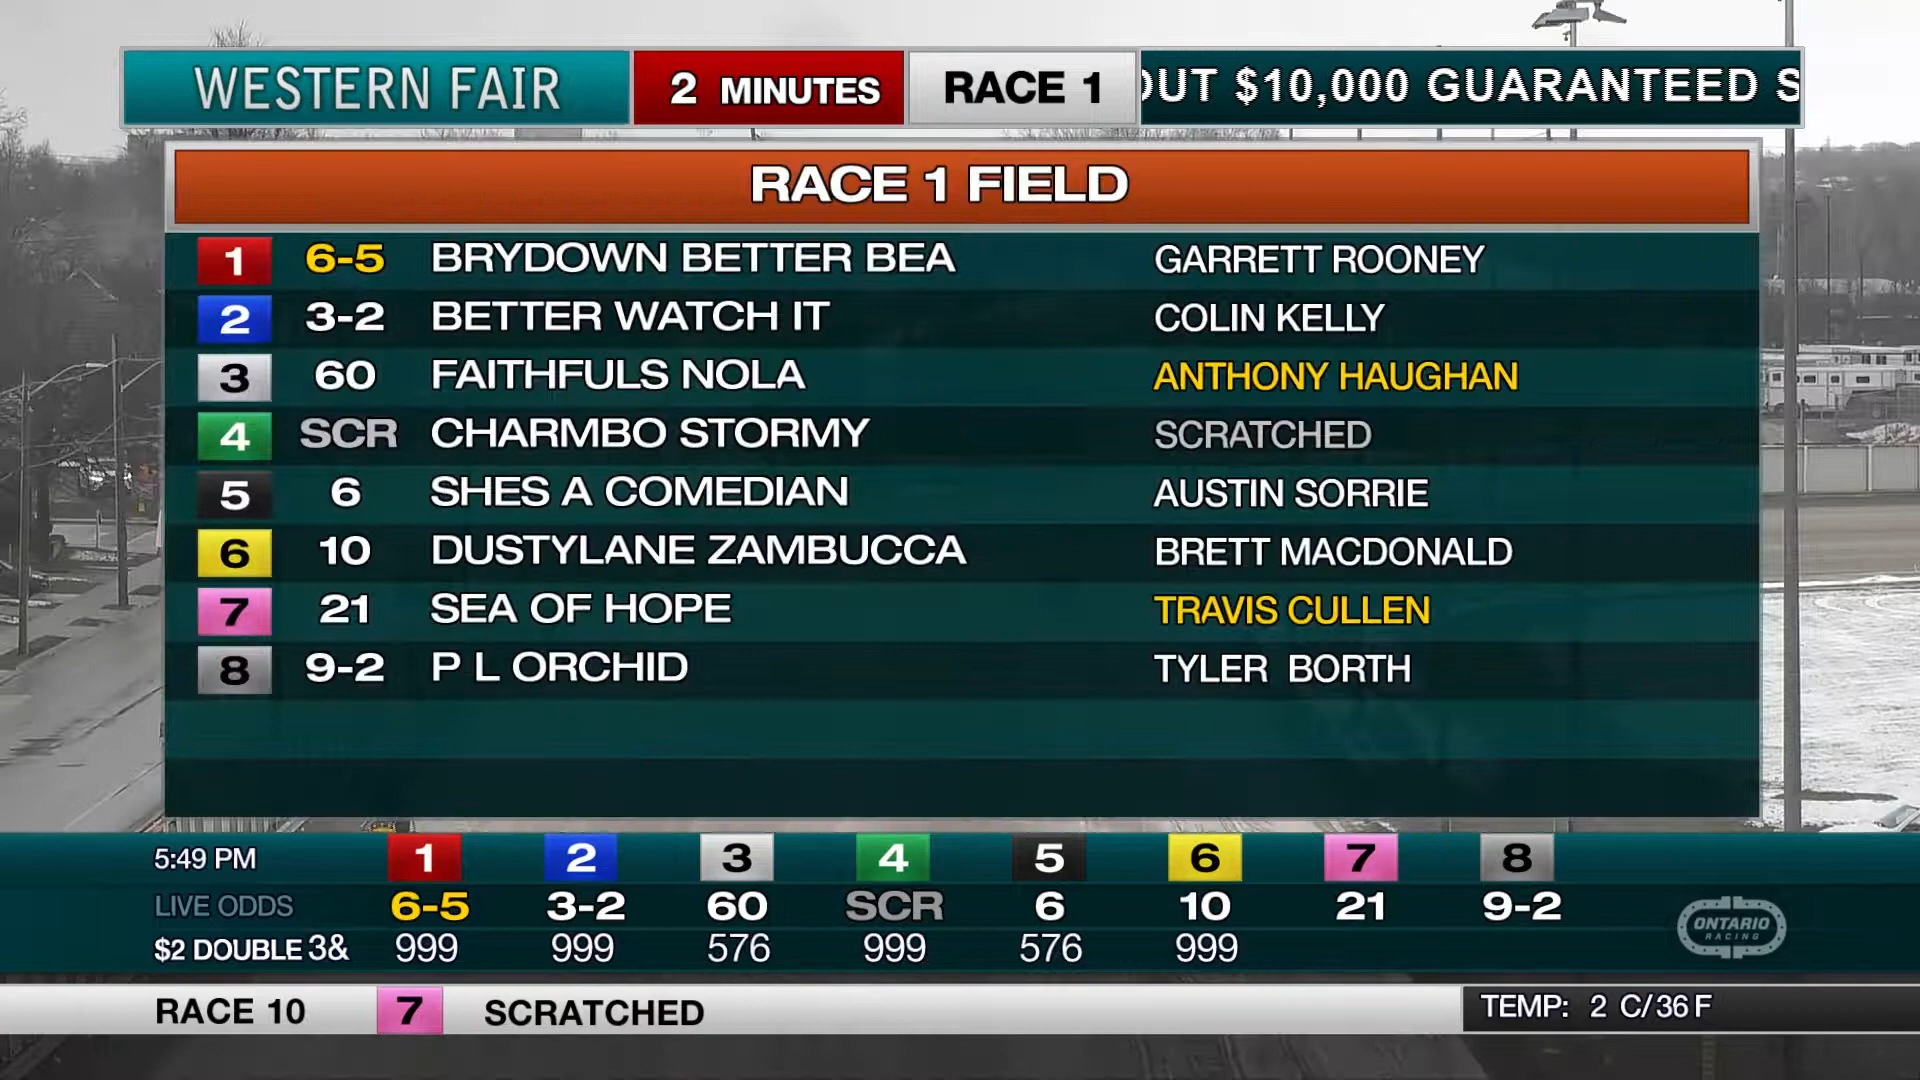 WESTERN FAIR 2 MINUTES RACE 1 OUT $10,000 GUARANTEED S
RACE 1 FIELD
1 6-5 BRYDOWN BETTER BEA GARRETT ROONEY
2 3-2 BETTER WATCH IT COLIN KELLY
3 60 FAITHFULS NOLA ANTHONY HAUGHAN
4 SCR CHARMBO STORMY SCRATCHED
5 6 SHES A COMEDIAN AUSTIN SORRIE
6 10 DUSTYLANE ZAMBUCCA BRETT MACDONALD
7 21 SEA OF HOPE TRAVIS CULLEN
8 9-2 P L ORCHID TYLER BORTH
5:49 PM 1 2 3 4 5 6 7 8
LIVE ODDS 6-5 3-2 60 SCR 6 10 21 9-2
$2 DOUBLE 3& 999 999 576 999 576 999
ONTARIO
RACING
RACE 10 7 SCRATCHED TEMP: 2 C/36 F